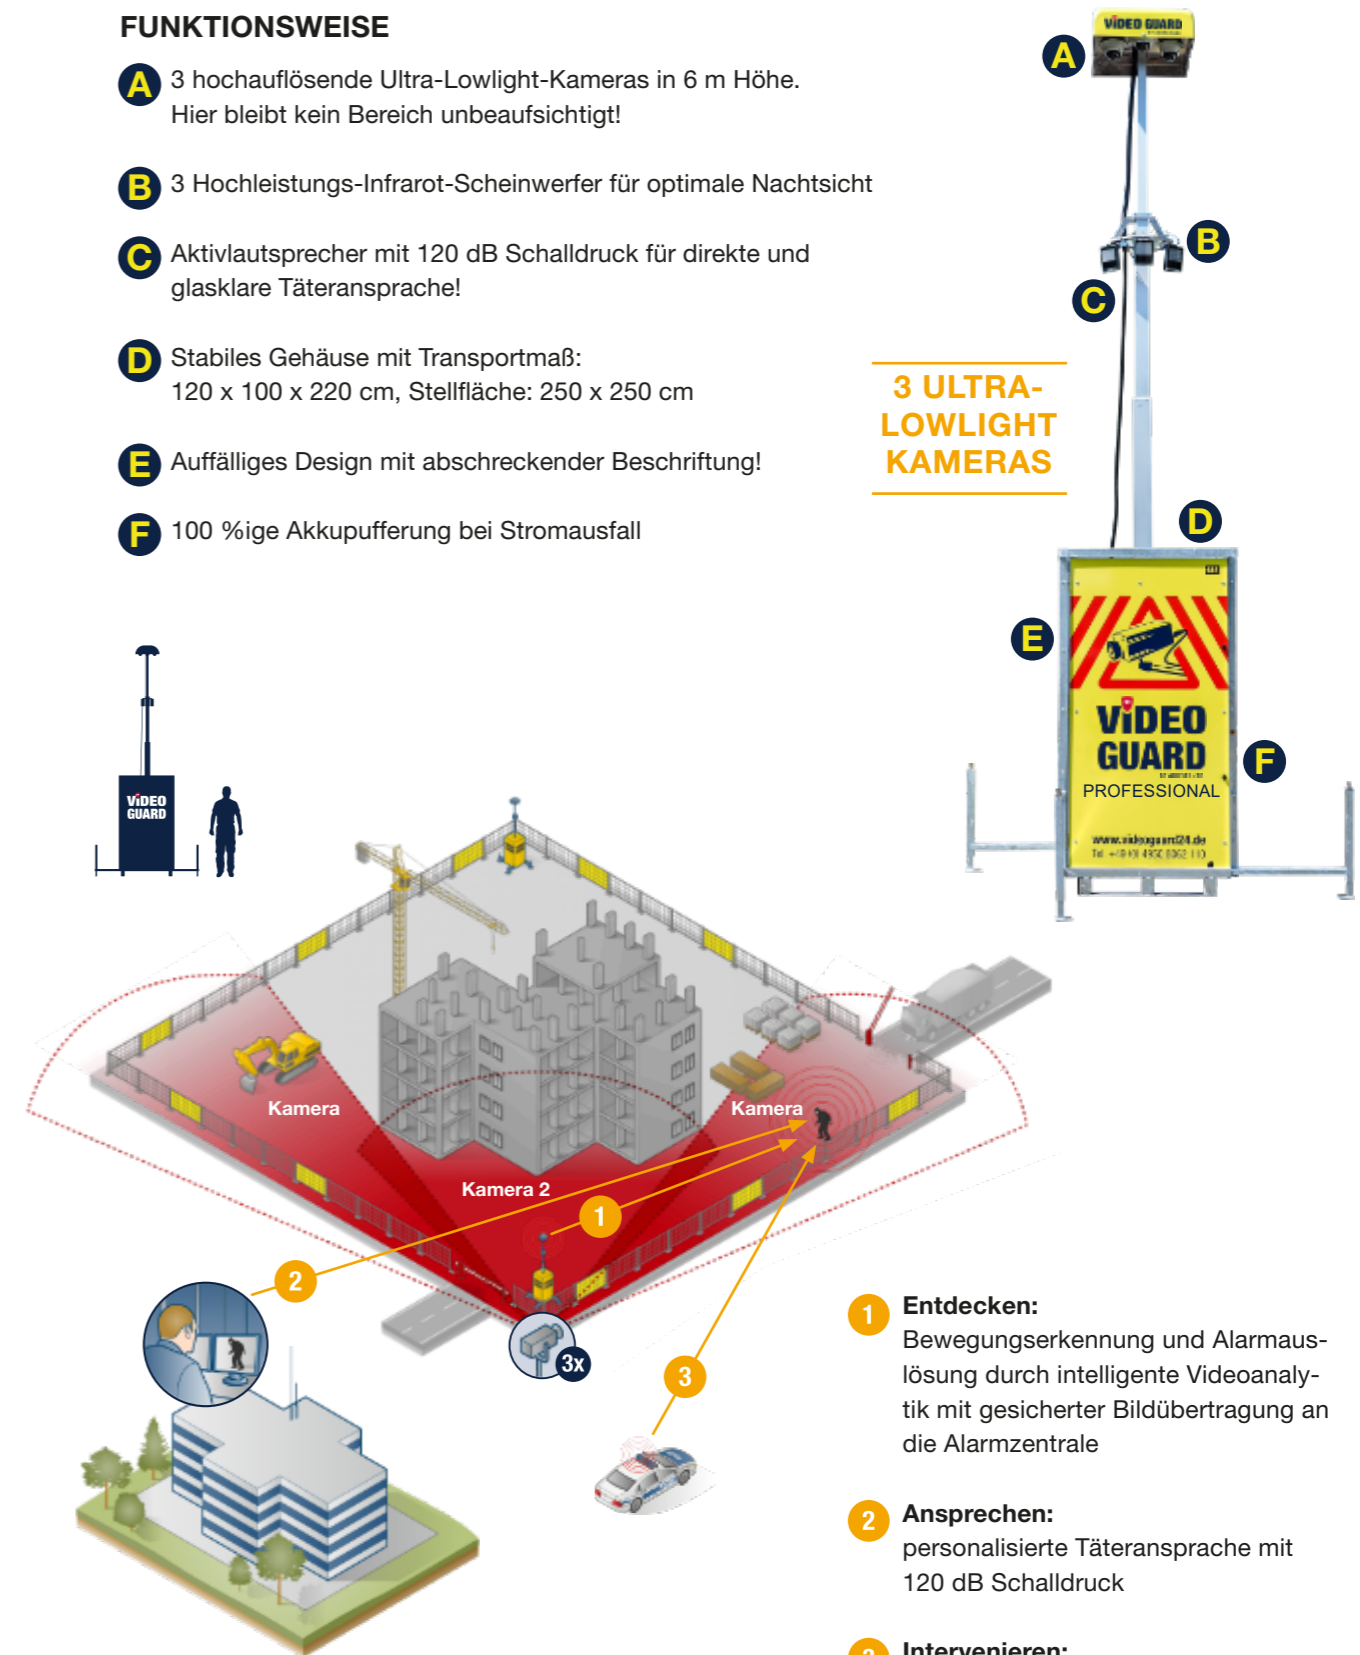 FUNKTIONSWEISE
A 3 hochauflösende Ultra-Lowlight-Kameras in 6 m Höhe.
Hier bleibt kein Bereich unbeaufsichtigt!
B 3 Hochleistungs-Infrarot-Scheinwerfer für optimale Nachtsicht
C Aktivlautsprecher mit 120 dB Schalldruck für direkte und
glasklare Täteransprache!
D Stabiles Gehäuse mit Transportmaß:
120 x 100 x 220 cm, Stellfläche: 250 x 250 cm
E Auffälliges Design mit abschreckender Beschriftung!
F 100 %ige Akkupufferung bei Stromausfall
VIDEO GUARD
A
B
C
3 ULTRA-
LOWLIGHT
KAMERAS
D
E
VIDEO
GUARD
F
PROFESSIONAL
www.videoguard24.de
VIDEO
GUARD
Kamera
Kamera
Kamera 2
1
2
3x
3
1 Entdecken:
Bewegungserkennung und Alarmaus-
lösung durch intelligente Videoanaly-
tik mit gesicherter Bildübertragung an
die Alarmzentrale
2 Ansprechen:
personalisierte Täteransprache mit
120 dB Schalldruck
3 Intervenieren: